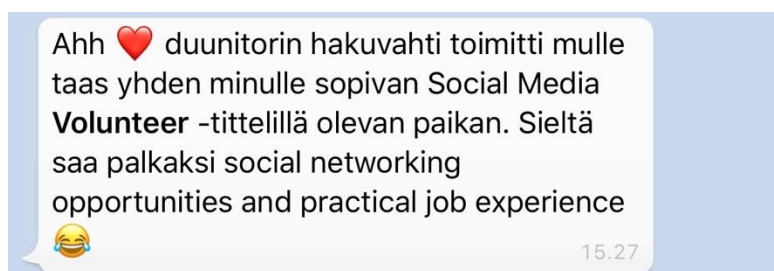 Ahh ❤️ duunitorin hakuvahti toimitti mulle
taas yhden minulle sopivan Social Media
Volunteer -tittelillä olevan paikan. Sieltä
saa palkaksi social networking
opportunities and practical job experience
😂
15.27